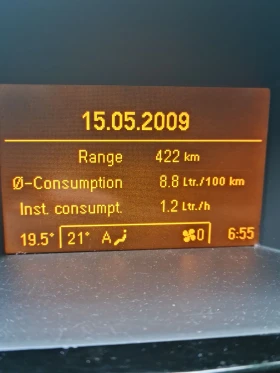 15.05.2009
Range 422 km
Ø-Consumption 8.8 Ltr./100 km
Inst. consumpt. 1.2 Ltr./h
19.5° 21° A 0 6:55